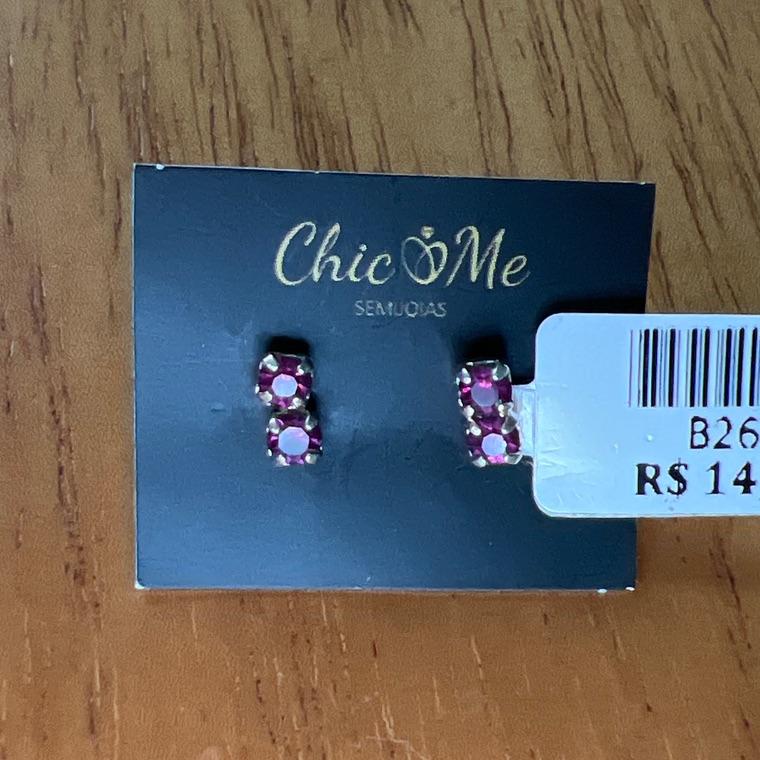 Chic Me
SEMIJOIAS
B26
R$ 14